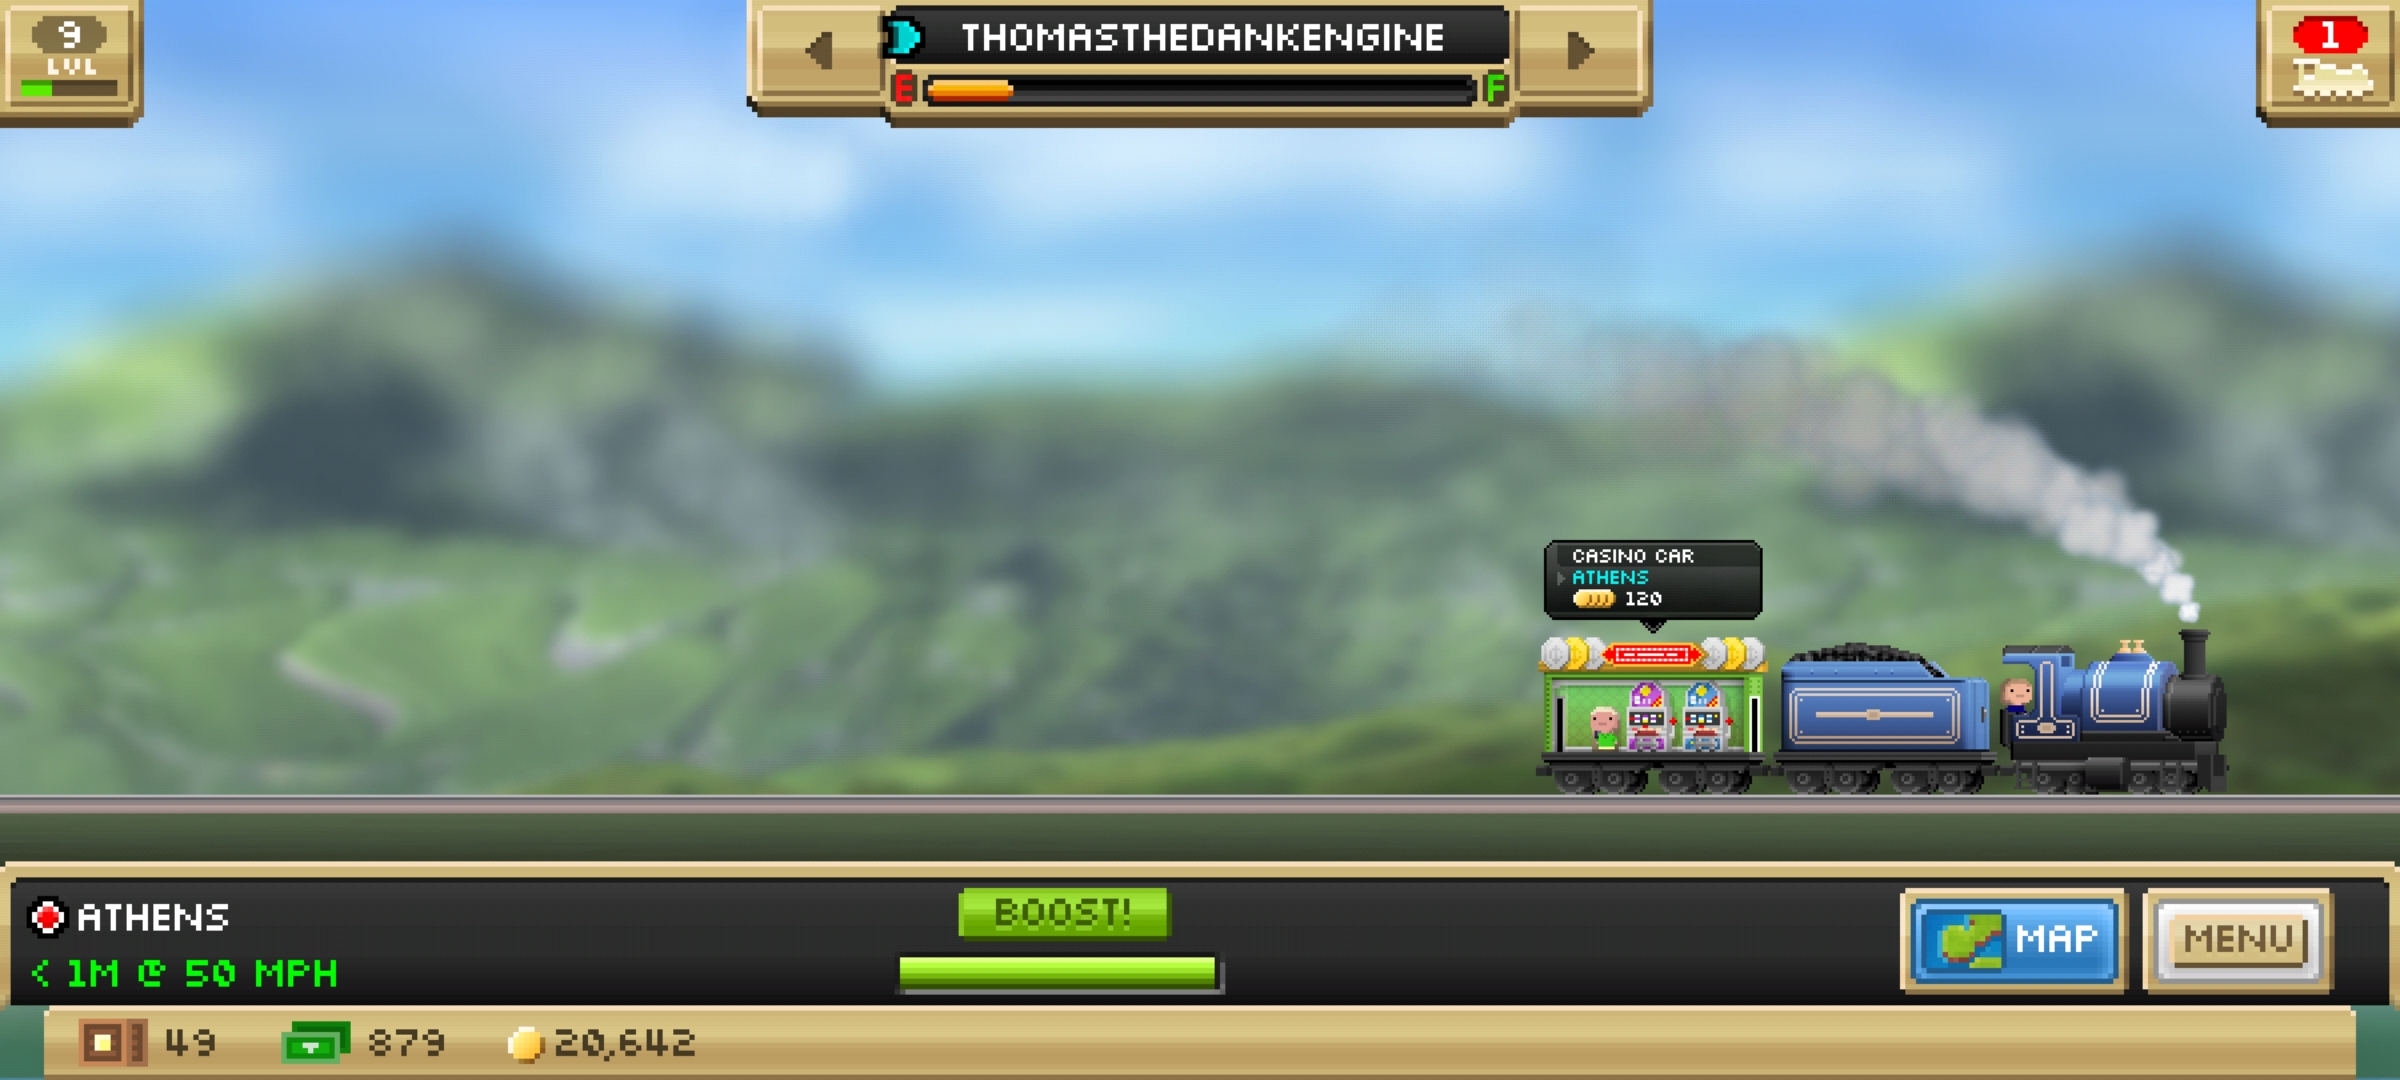 9
LVL
THOMASTHEDANKENGINE
E F
1
CASINO CAR
ATHENS
120
ATHENS
< 1M @ 50 MPH
BOOST!
MAP
MENU
49 879 20,642